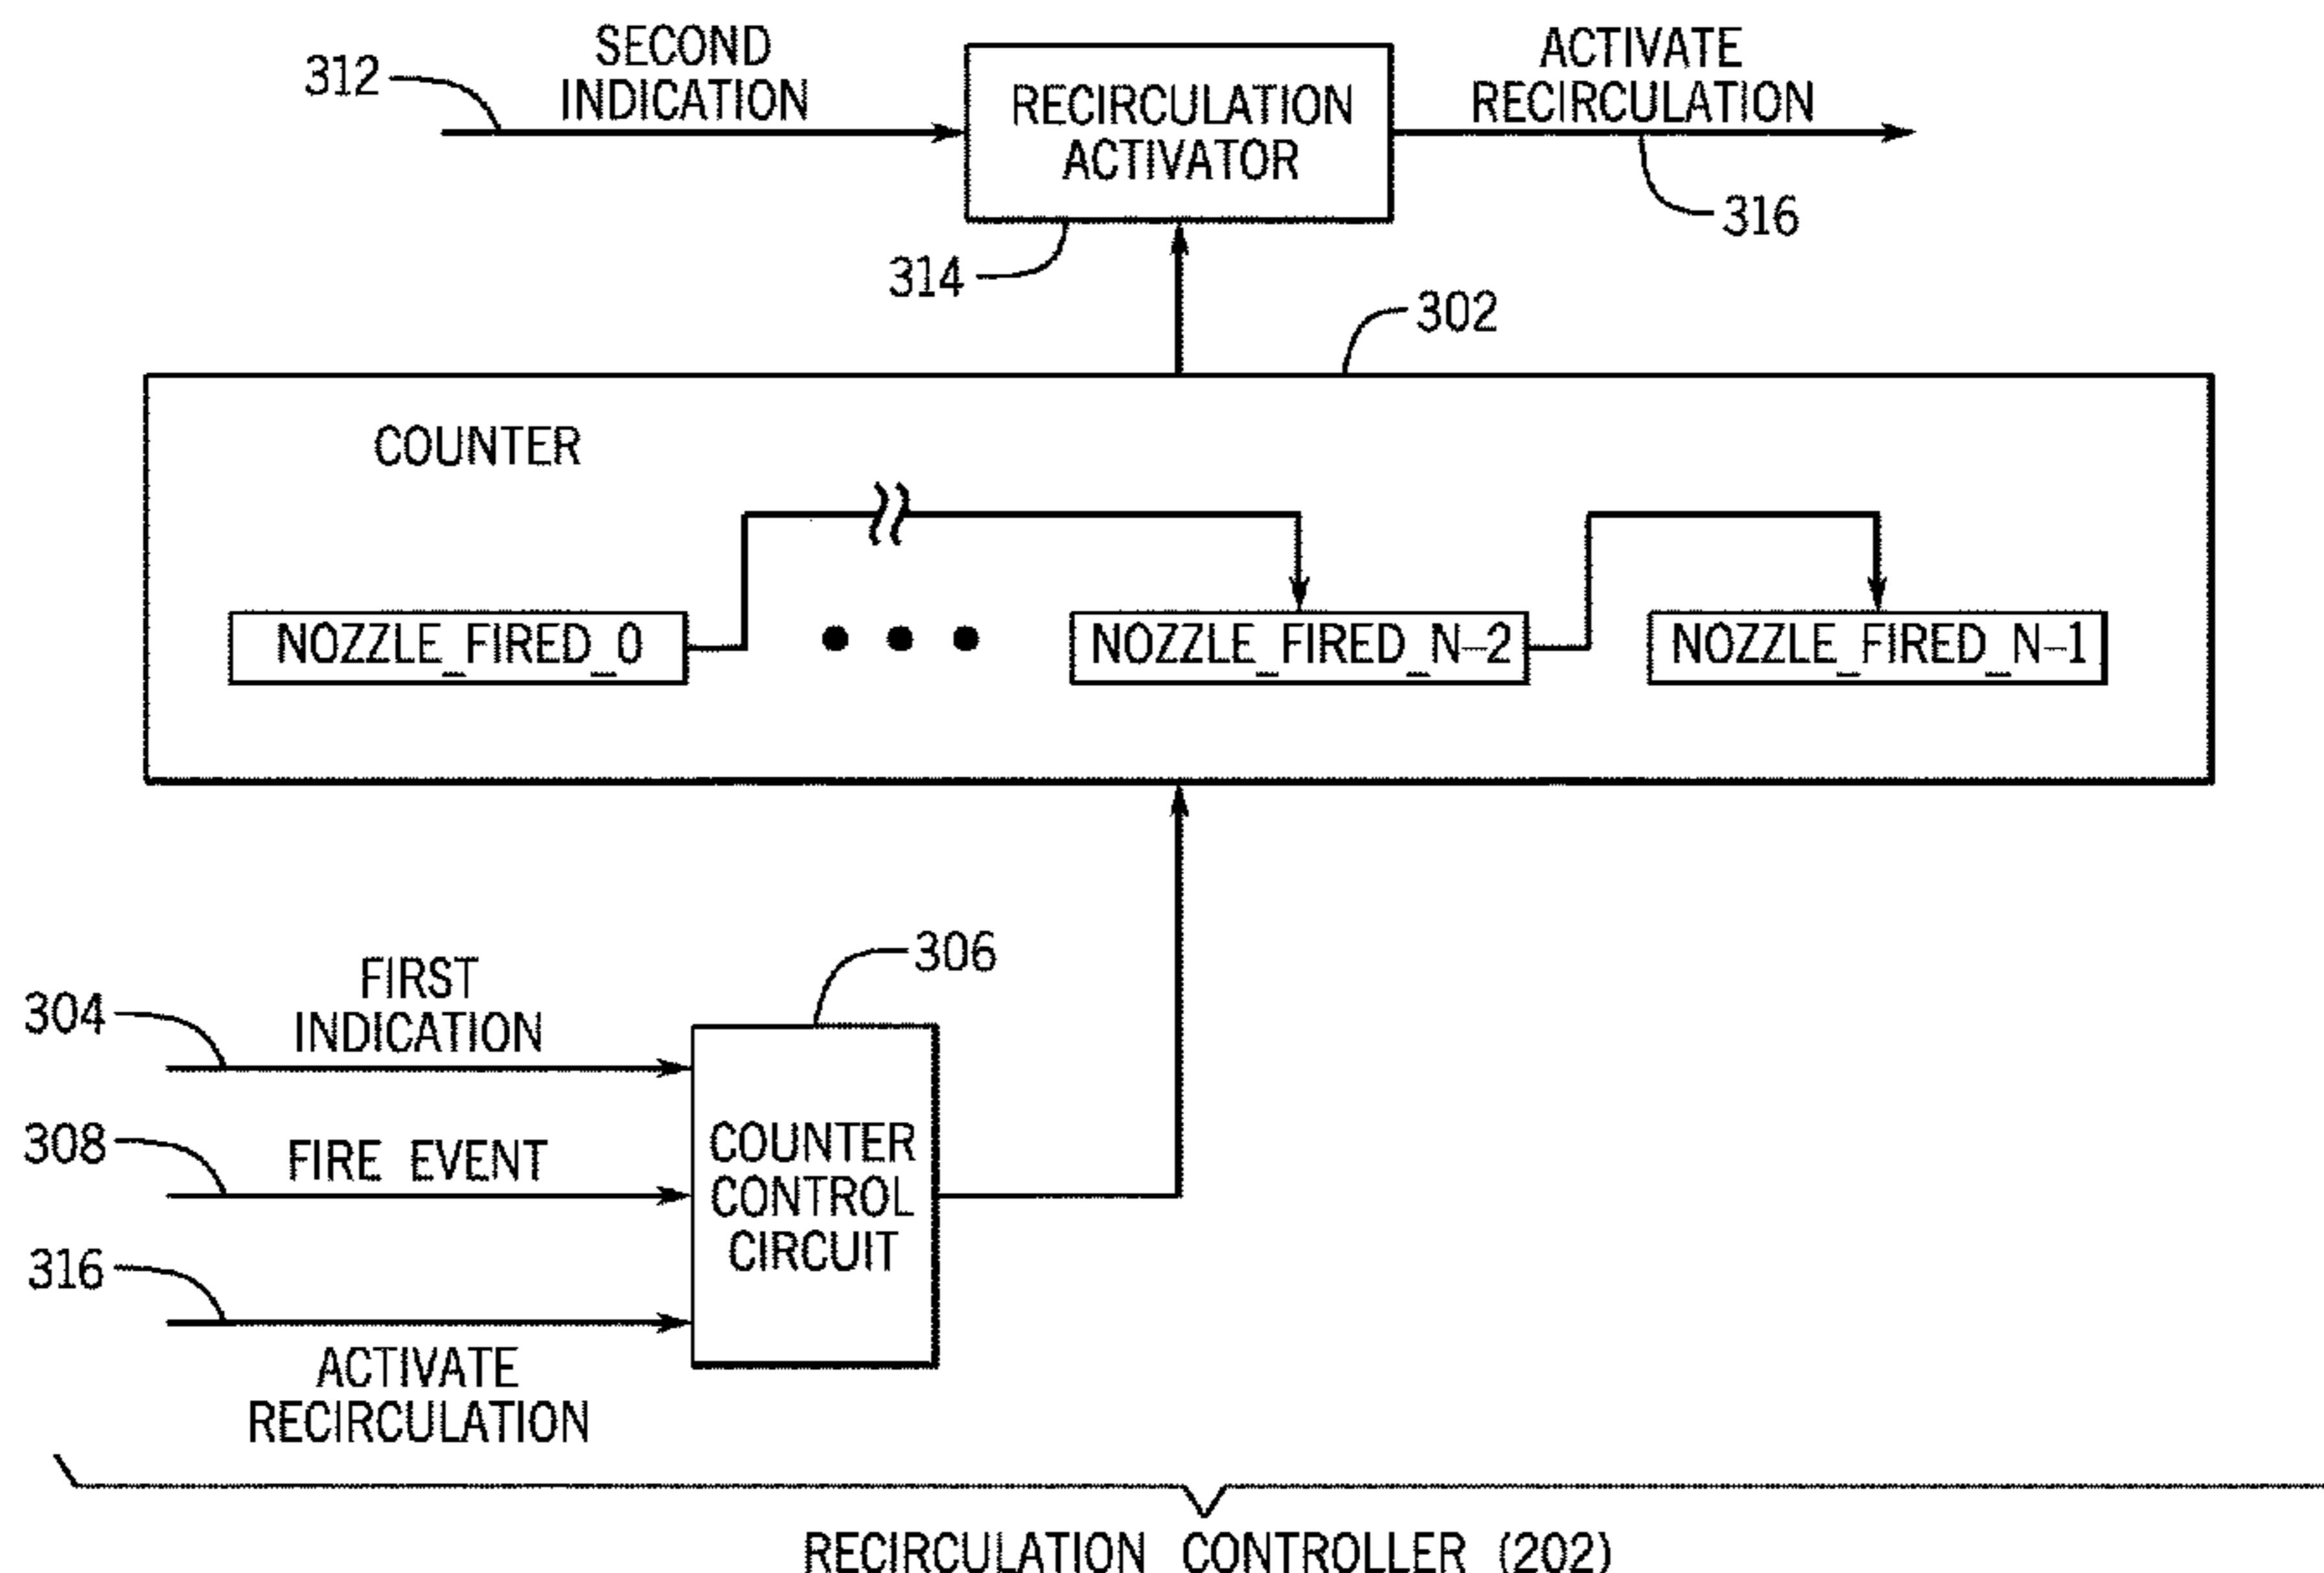 SECOND
INDICATION
312
RECIRCULATION
ACTIVATOR
ACTIVATE
RECIRCULATION
316
314
302
COUNTER
NOZZLE_FIRED_0
NOZZLE_FIRED_N-2
NOZZLE_FIRED_N-1
306
304
FIRST
INDICATION
308
FIRE EVENT
COUNTER
CONTROL
CIRCUIT
316
ACTIVATE
RECIRCULATION
RECIRCULATION CONTROLLER (202)